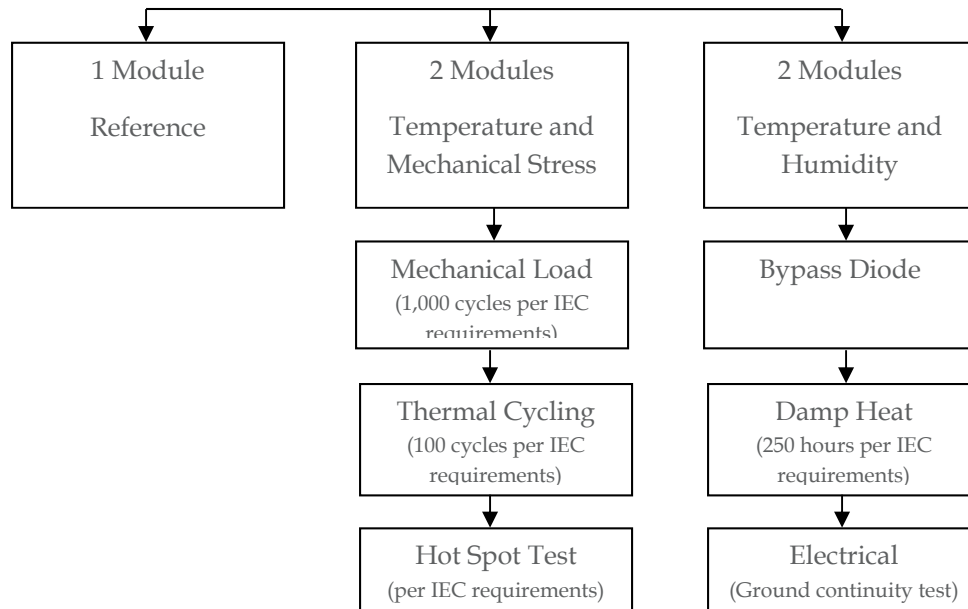 1 Module
Reference
2 Modules
Temperature and
Mechanical Stress
2 Modules
Temperature and
Humidity
Mechanical Load
(1,000 cycles per IEC
requirements)
Bypass Diode
Thermal Cycling
(100 cycles per IEC
requirements)
Damp Heat
(250 hours per IEC
requirements)
Hot Spot Test
(per IEC requirements)
Electrical
(Ground continuity test)